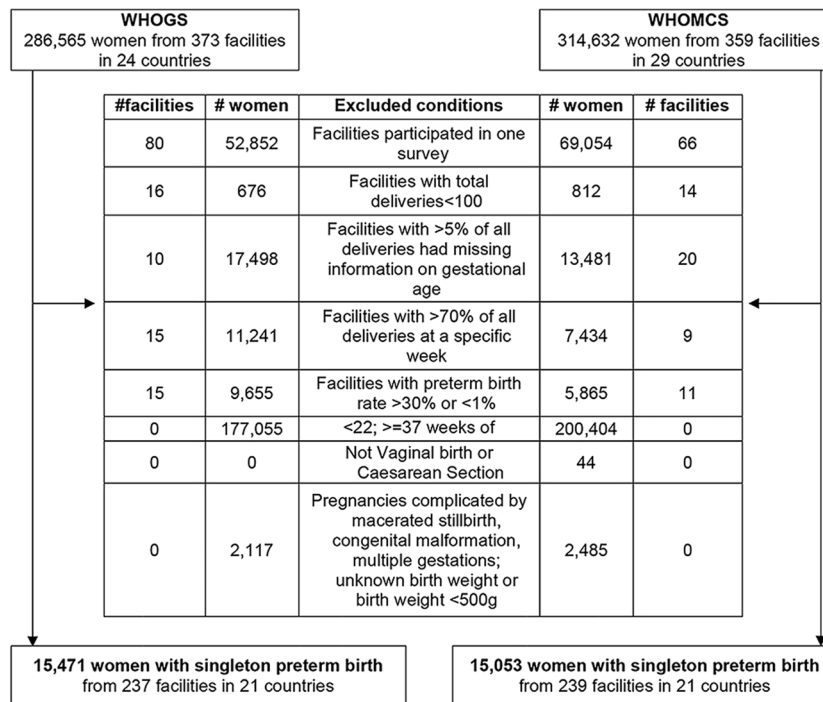 WHOGS
286,565 women from 373 facilities
in 24 countries
WHOMCS
314,632 women from 359 facilities
in 29 countries
#facilities # women Excluded conditions # women # facilities
80 52,852 Facilities participated in one
survey 69,054 66
16 676 Facilities with total
deliveries<100 812 14
10 17,498 Facilities with >5% of all
deliveries had missing
information on gestational
age 13,481 20
15 11,241 Facilities with >70% of all
deliveries at a specific
week 7,434 9
15 9,655 Facilities with preterm birth
rate >30% or <1% 5,865 11
0 177,055 <22; >=37 weeks of 200,404 0
0 0 Not Vaginal birth or
Caesarean Section 44 0
0 2,117 Pregnancies complicated by
macerated stillbirth,
congenital malformation,
multiple gestations;
unknown birth weight or
birth weight <500g 2,485 0
15,471 women with singleton preterm birth
from 237 facilities in 21 countries
15,053 women with singleton preterm birth
from 239 facilities in 21 countries